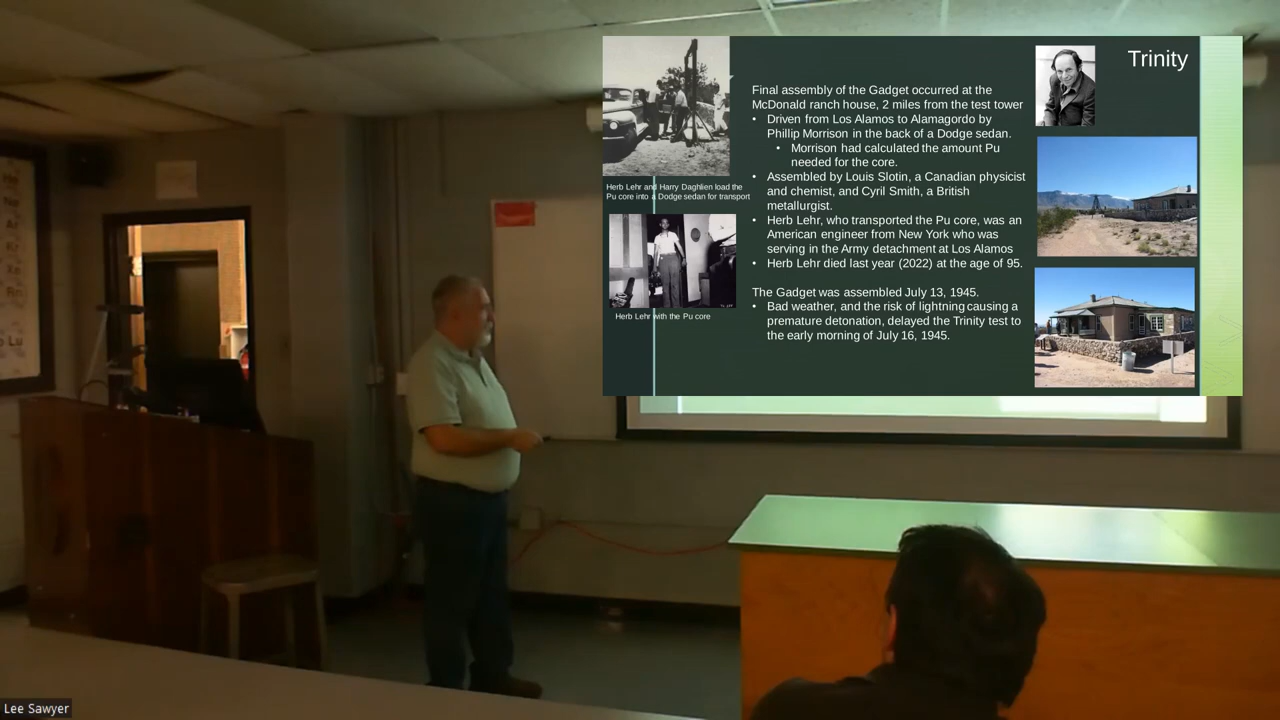 Trinity
Final assembly of the Gadget occurred at the
McDonald ranch house, 2 miles from the test tower
• Driven from Los Alamos to Alamagordo by
Phillip Morrison in the back of a Dodge sedan.
• Morrison had calculated the amount Pu
needed for the core.
• Assembled by Louis Slotin, a Canadian physicist
and chemist, and Cyril Smith, a British
metallurgist.
• Herb Lehr, who transported the Pu core, was an
American engineer from New York who was
serving in the Army detachment at Los Alamos
• Herb Lehr died last year (2022) at the age of 95.
The Gadget was assembled July 13, 1945.
• Bad weather, and the risk of lightning causing a
premature detonation, delayed the Trinity test to
the early morning of July 16, 1945.
Herb Lehr and Harry Daghlien load the
Pu core into a Dodge sedan for transport
Herb Lehr with the Pu core
He
Ne
Ar
Kr
Xe
Rn
Lu
Lee Sawyer